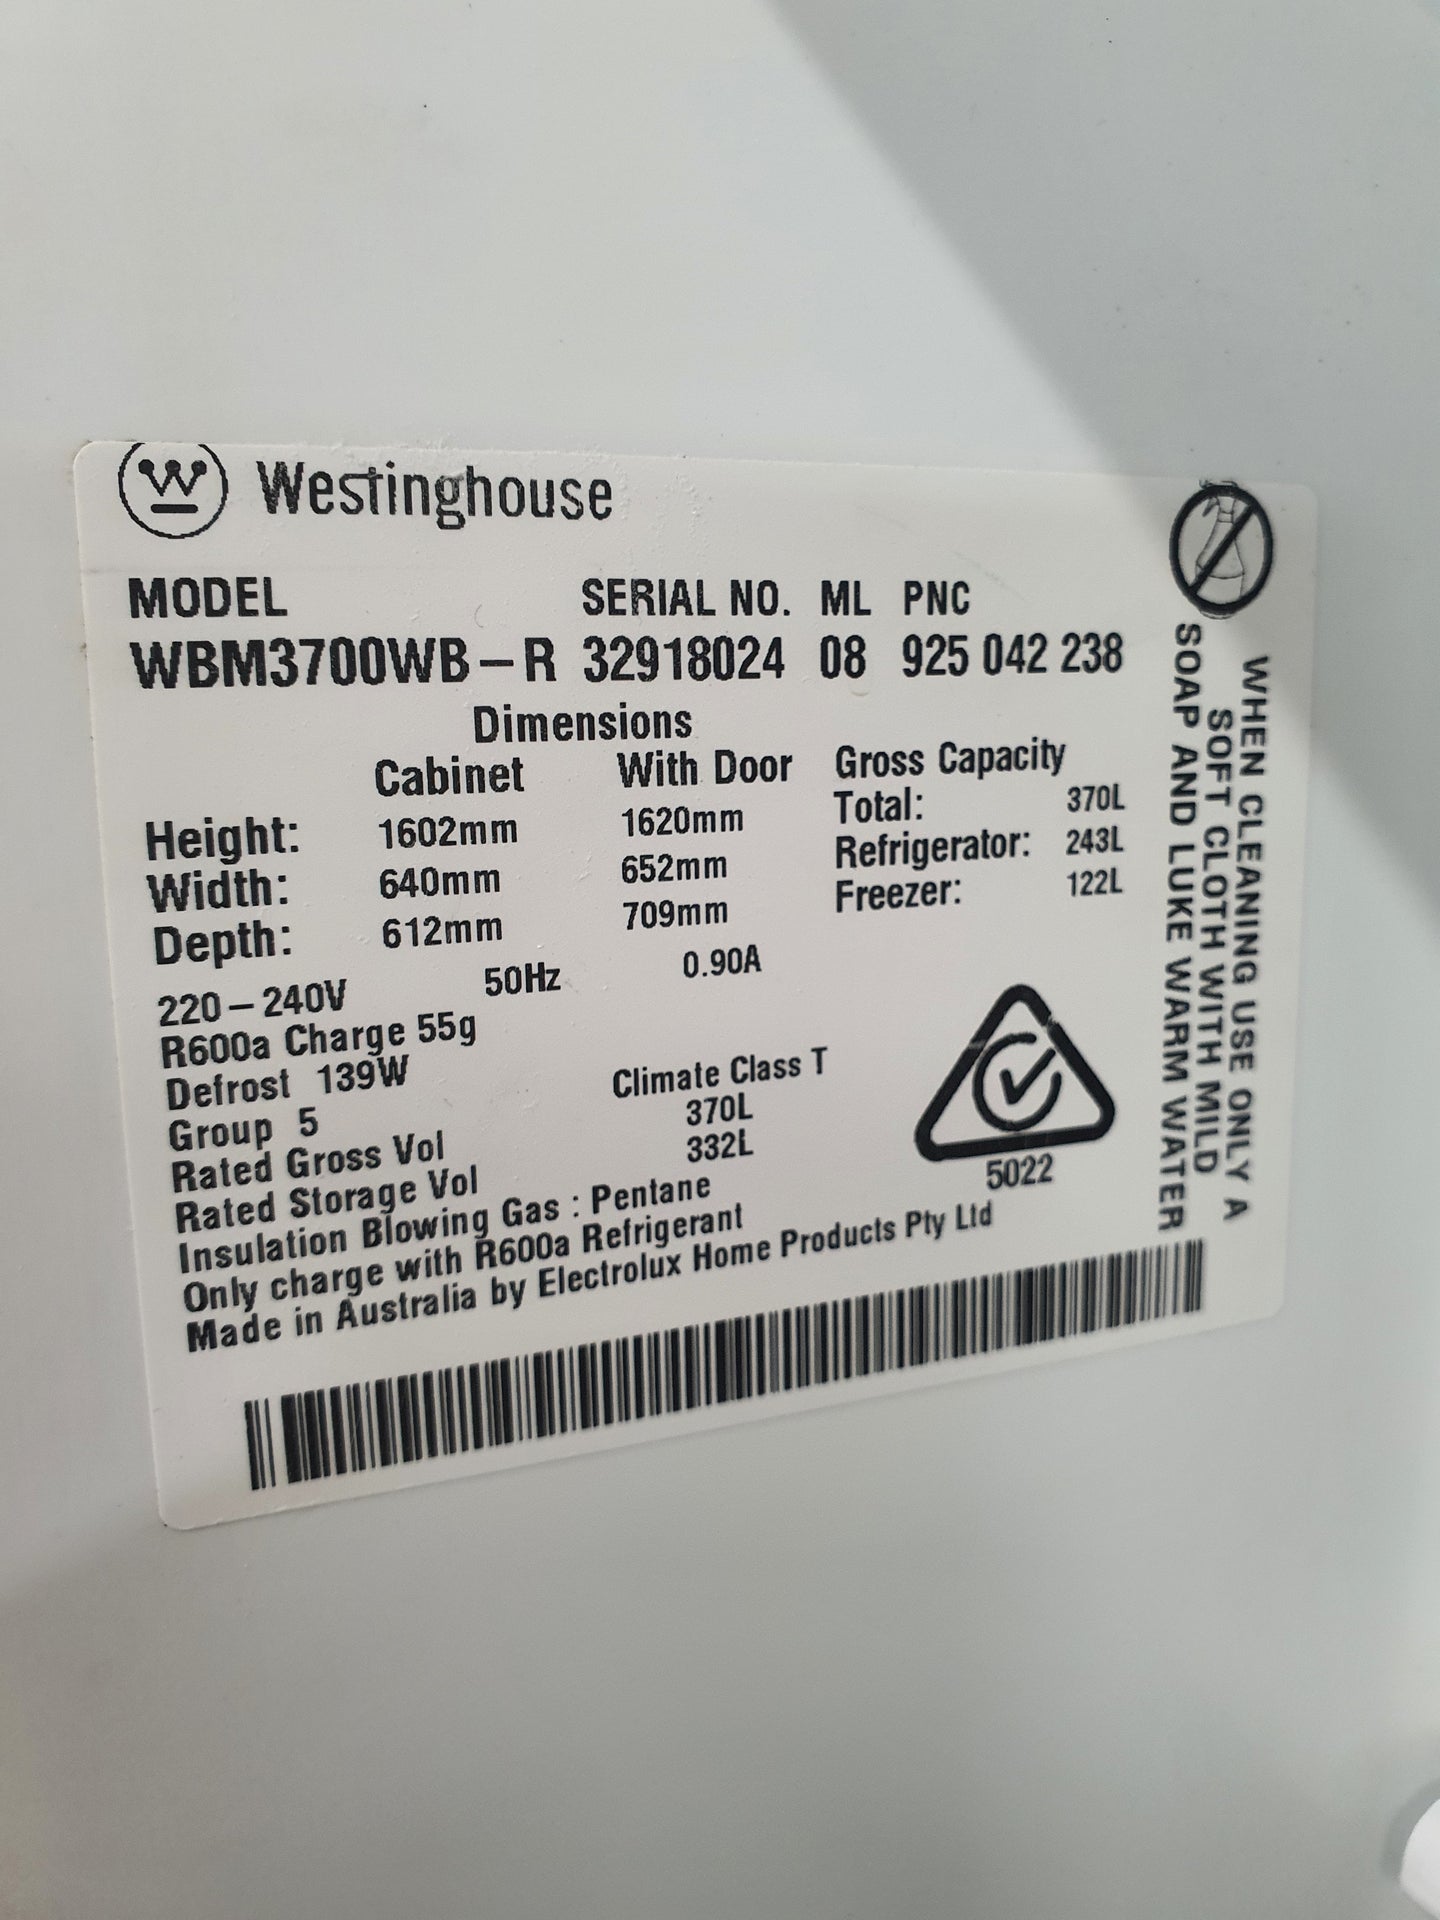 Westinghouse
MODEL SERIAL NO. ML PNC
WBM3700WB-R 32918024 08 925 042 238
Dimensions
Cabinet With Door Gross Capacity
Height: 1602mm 1620mm Total: 370L
Width: 640mm 652mm Refrigerator: 243L
Depth: 612mm 709mm Freezer: 122L
220-240V 50Hz 0.90A
R600a Charge 55g
Defrost 139W Climate Class T
Group 5
Rated Gross Vol 370L
Rated Storage Vol 332L
Insulation Blowing Gas : Pentane
Only charge with R600a Refrigerant
Made in Australia by Electrolux Home Products Pty Ltd
5022
WHEN CLEANING USE ONLY A
SOFT CLOTH WITH MILD
SOAP AND LUKE WARM WATER